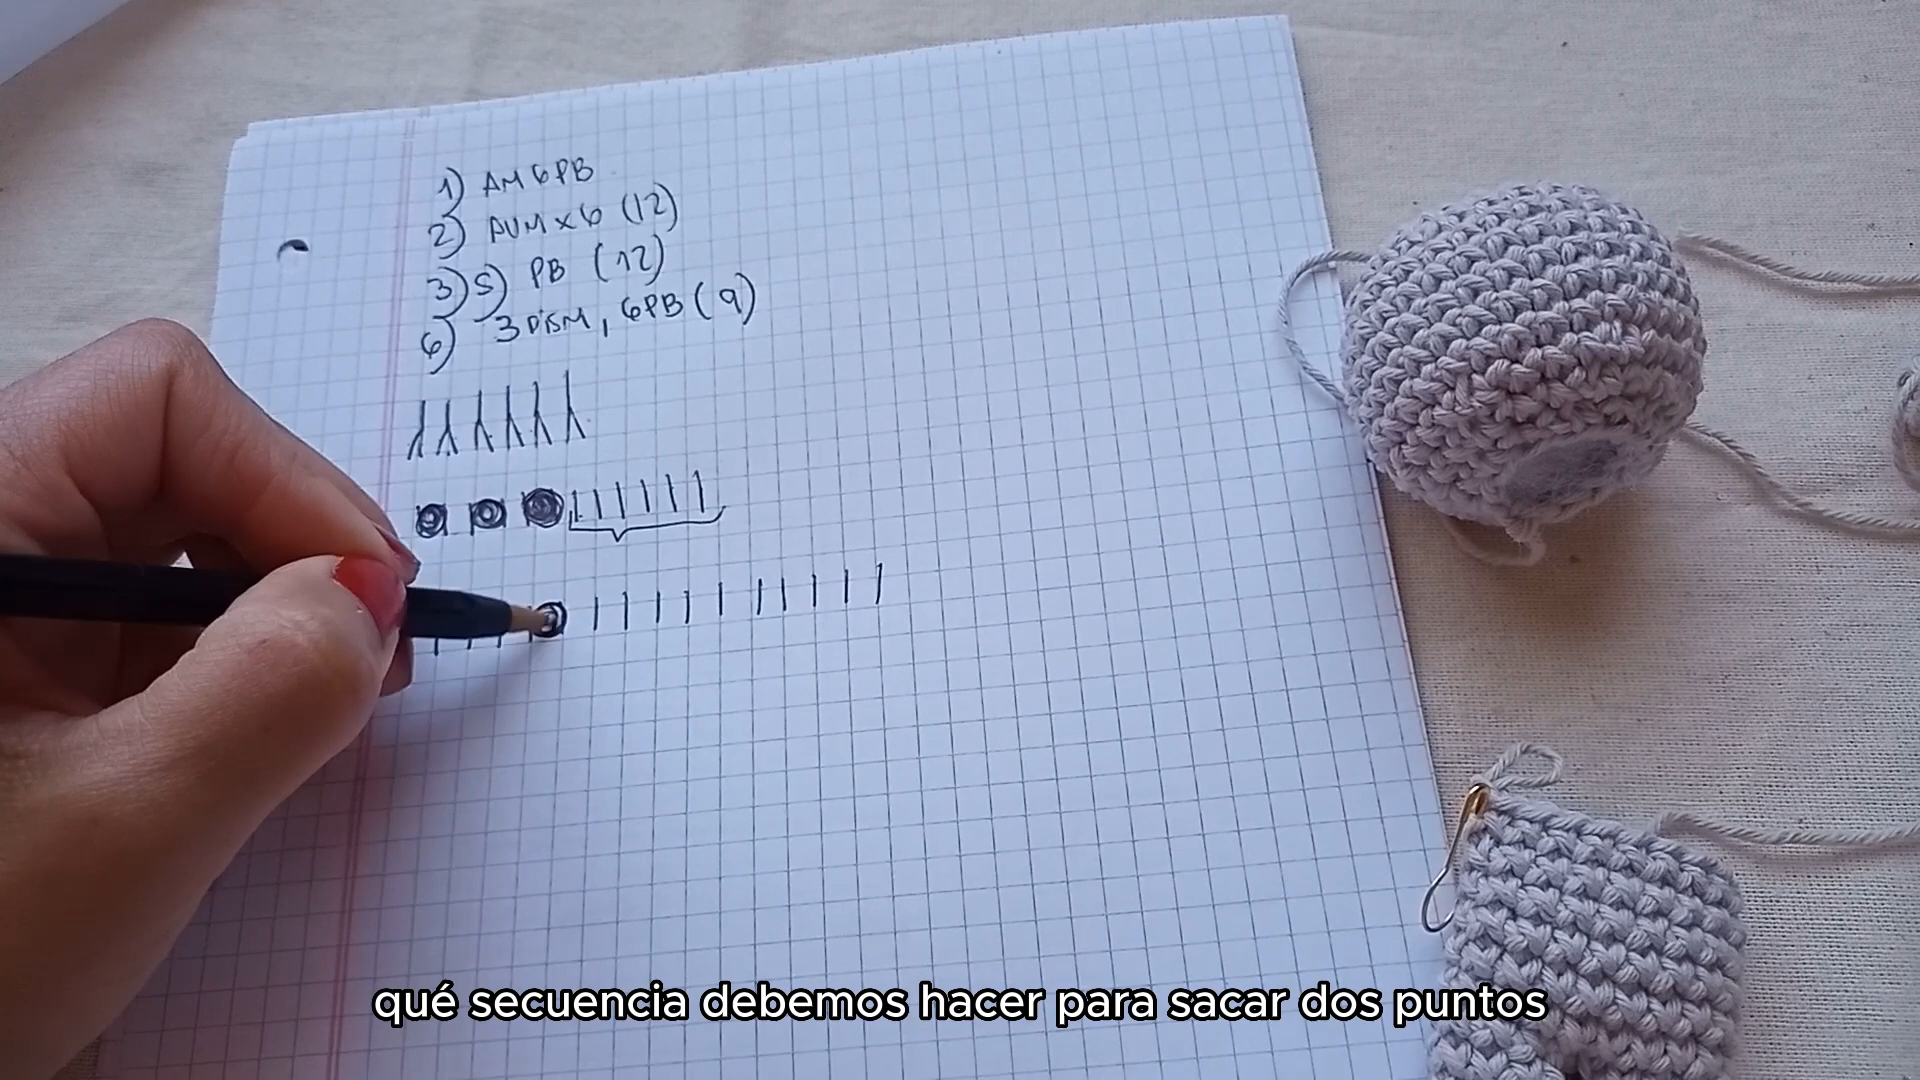 1) AM 6PB
2) AUM x 6 (12)
3) 5) PB (12)
6) 3 DISM, 6PB (9)
qué secuencia debemos hacer para sacar dos puntos